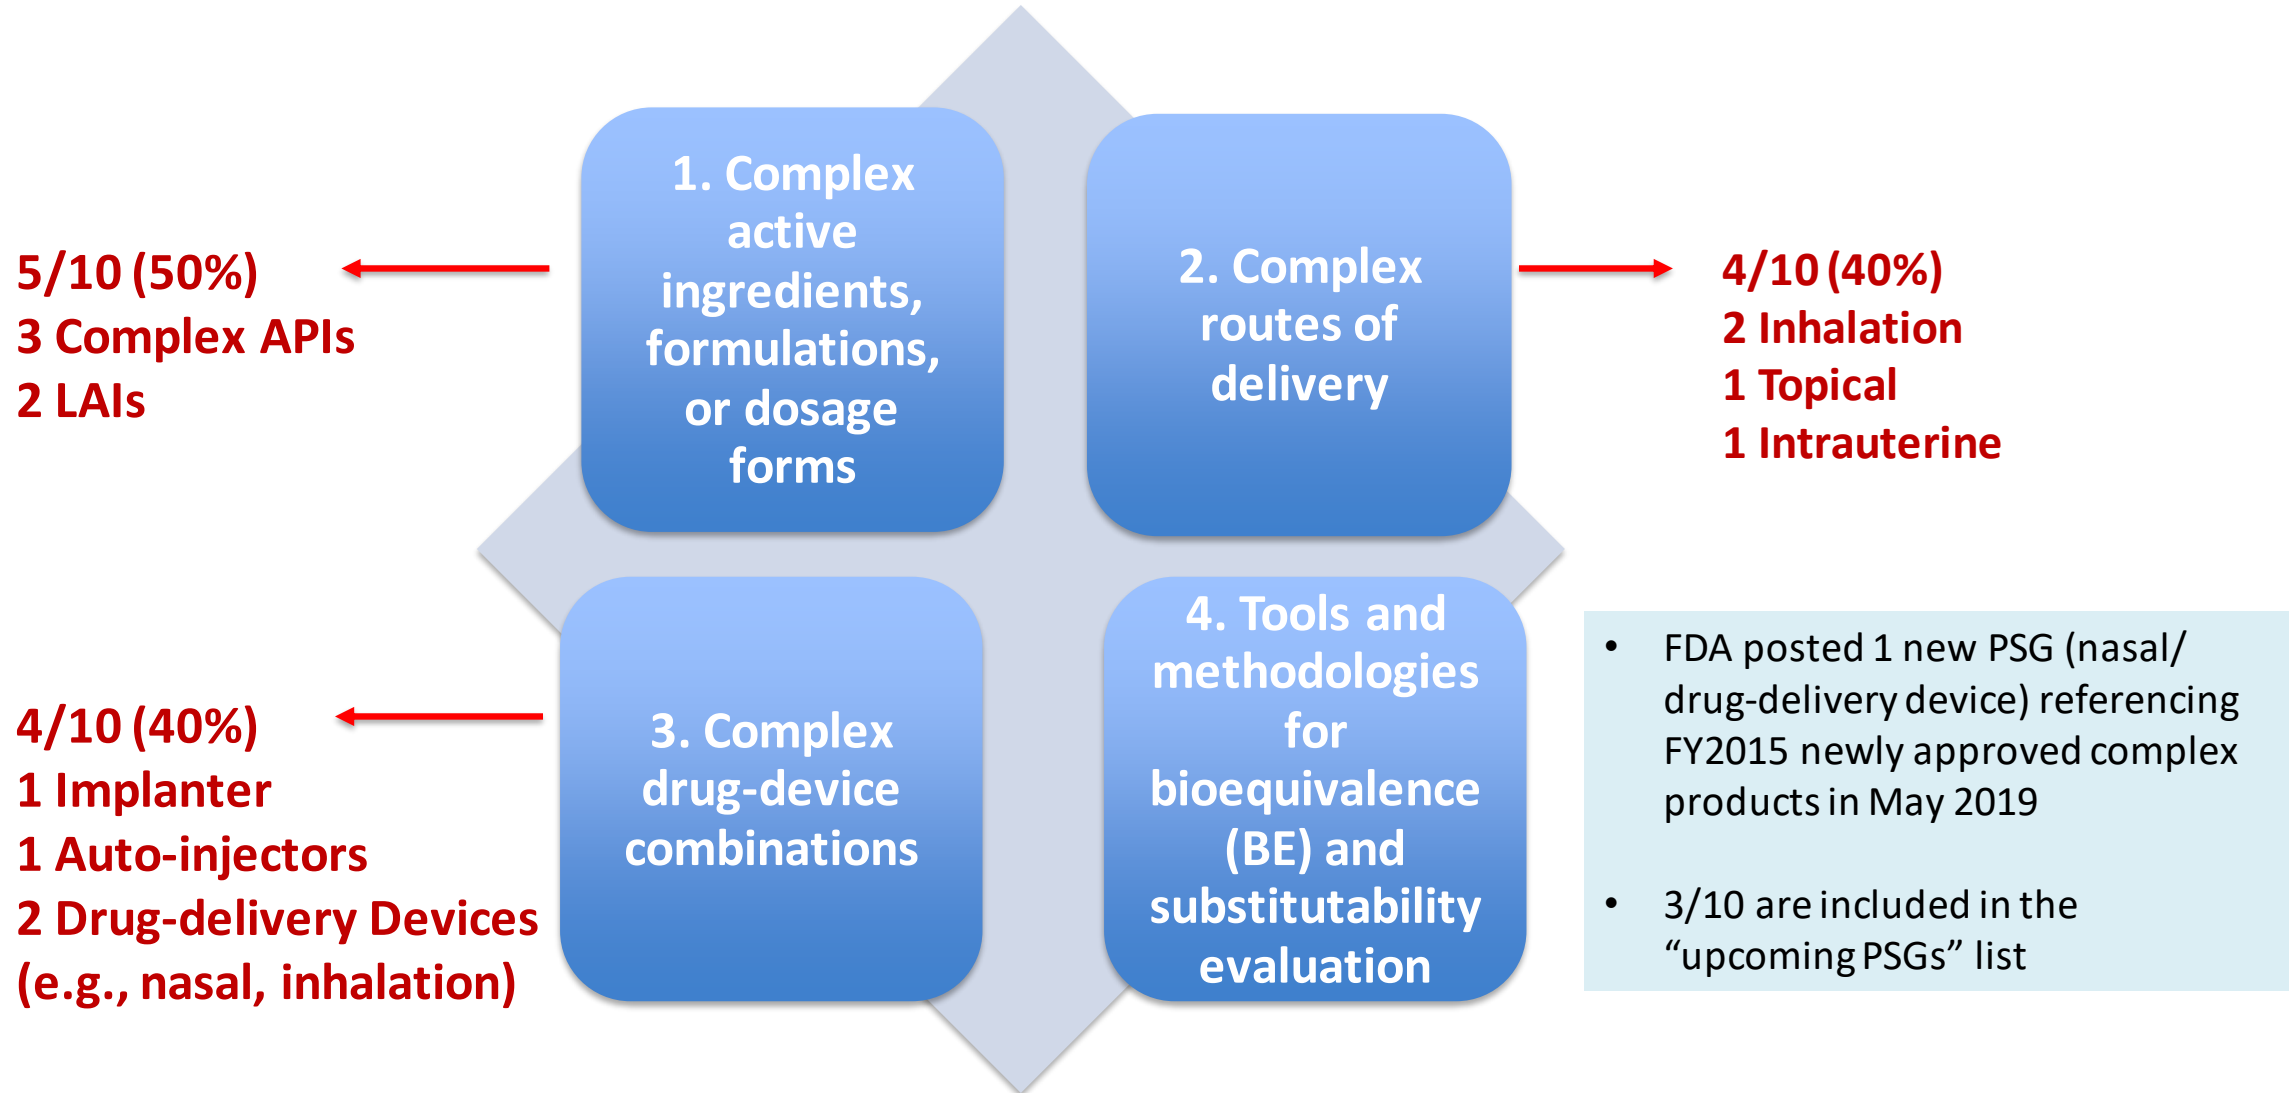 1. Complex
active
ingredients,
formulations,
or dosage
forms
5/10 (50%)
3 Complex APIs
2 LAIs
2. Complex
routes of
delivery
4/10 (40%)
2 Inhalation
1 Topical
1 Intrauterine
3. Complex
drug-device
combinations
4/10 (40%)
1 Implanter
1 Auto-injectors
2 Drug-delivery Devices
(e.g., nasal, inhalation)
4. Tools and
methodologies
for
bioequivalence
(BE) and
substitutability
evaluation
• FDA posted 1 new PSG (nasal/
drug-delivery device) referencing
FY2015 newly approved complex
products in May 2019
• 3/10 are included in the
“upcoming PSGs” list